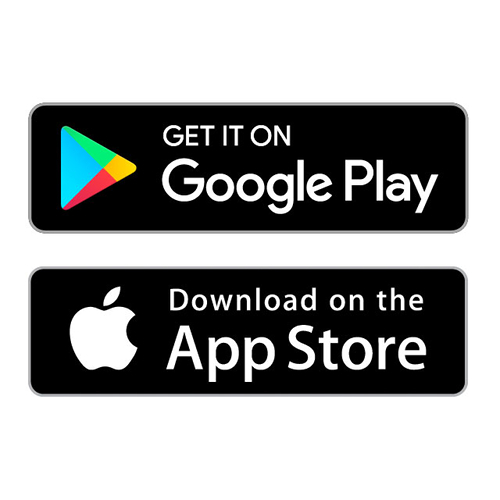 GET IT ON
Google Play
Download on the
App Store